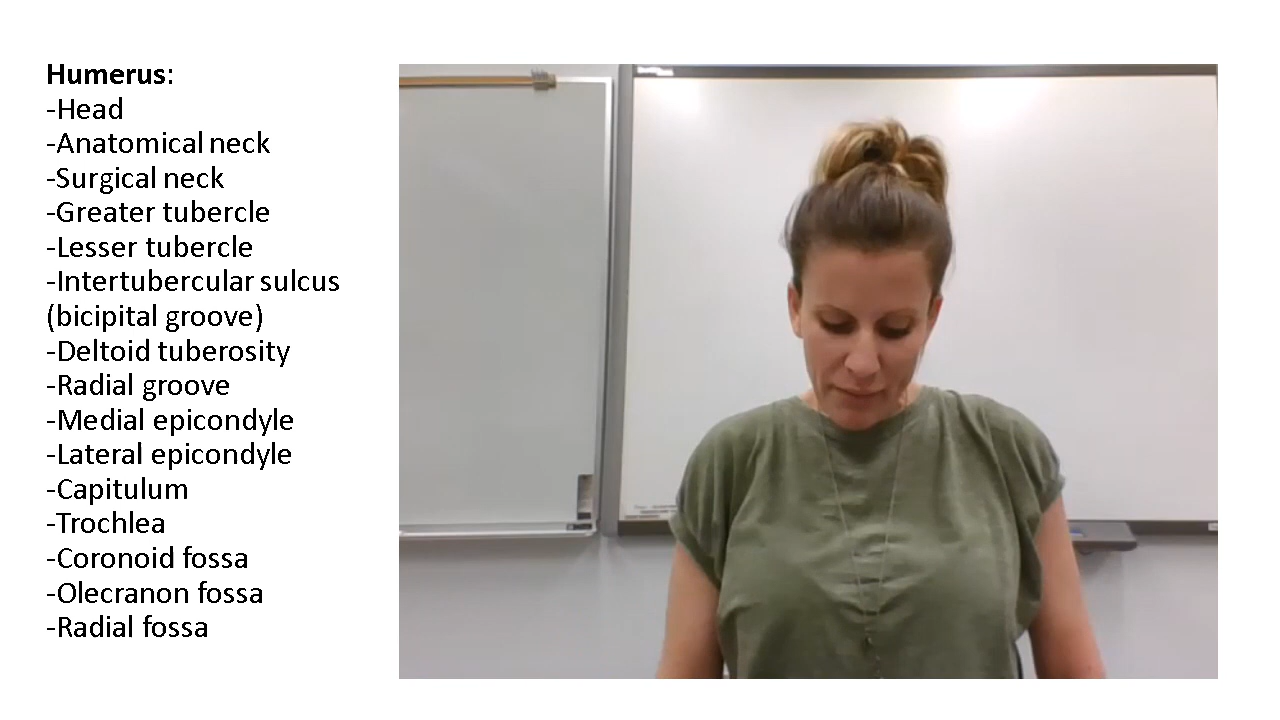 Humerus:
-Head
-Anatomical neck
-Surgical neck
-Greater tubercle
-Lesser tubercle
-Intertubercular sulcus
(bicipital groove)
-Deltoid tuberosity
-Radial groove
-Medial epicondyle
-Lateral epicondyle
-Capitulum
-Trochlea
-Coronoid fossa
-Olecranon fossa
-Radial fossa